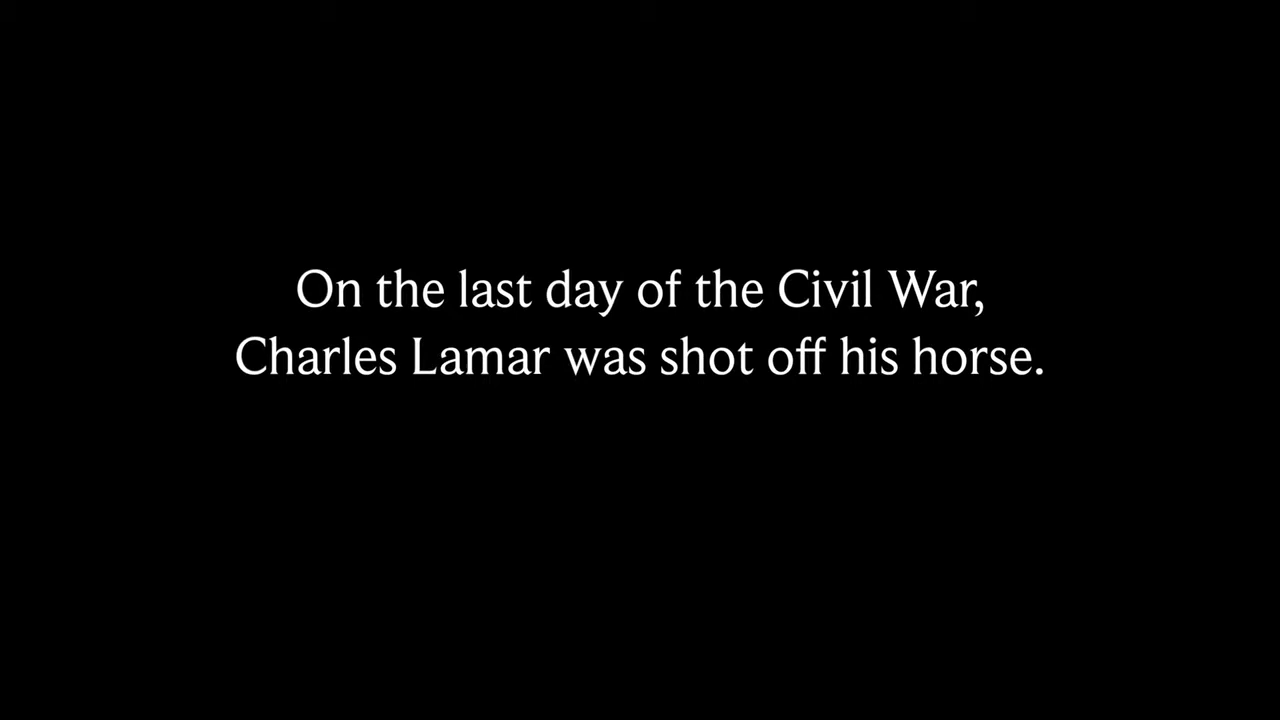 On the last day of the Civil War,
Charles Lamar was shot off his horse.